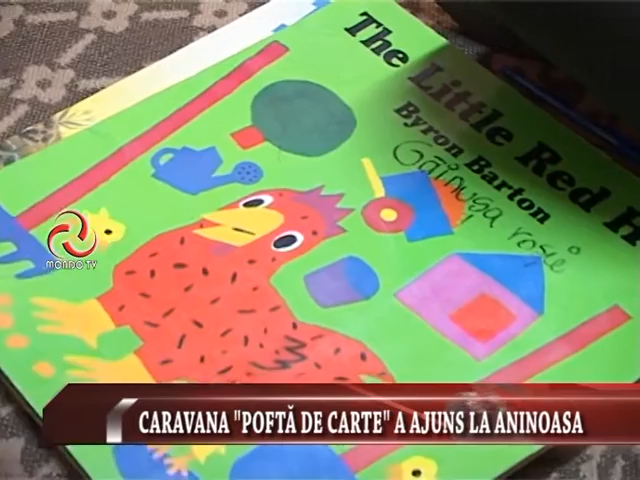 The Little Red H
Byron Barton
Găinușa roșie
MONDO TV
CARAVANA "POFTĂ DE CARTE" A AJUNS LA ANINOASA